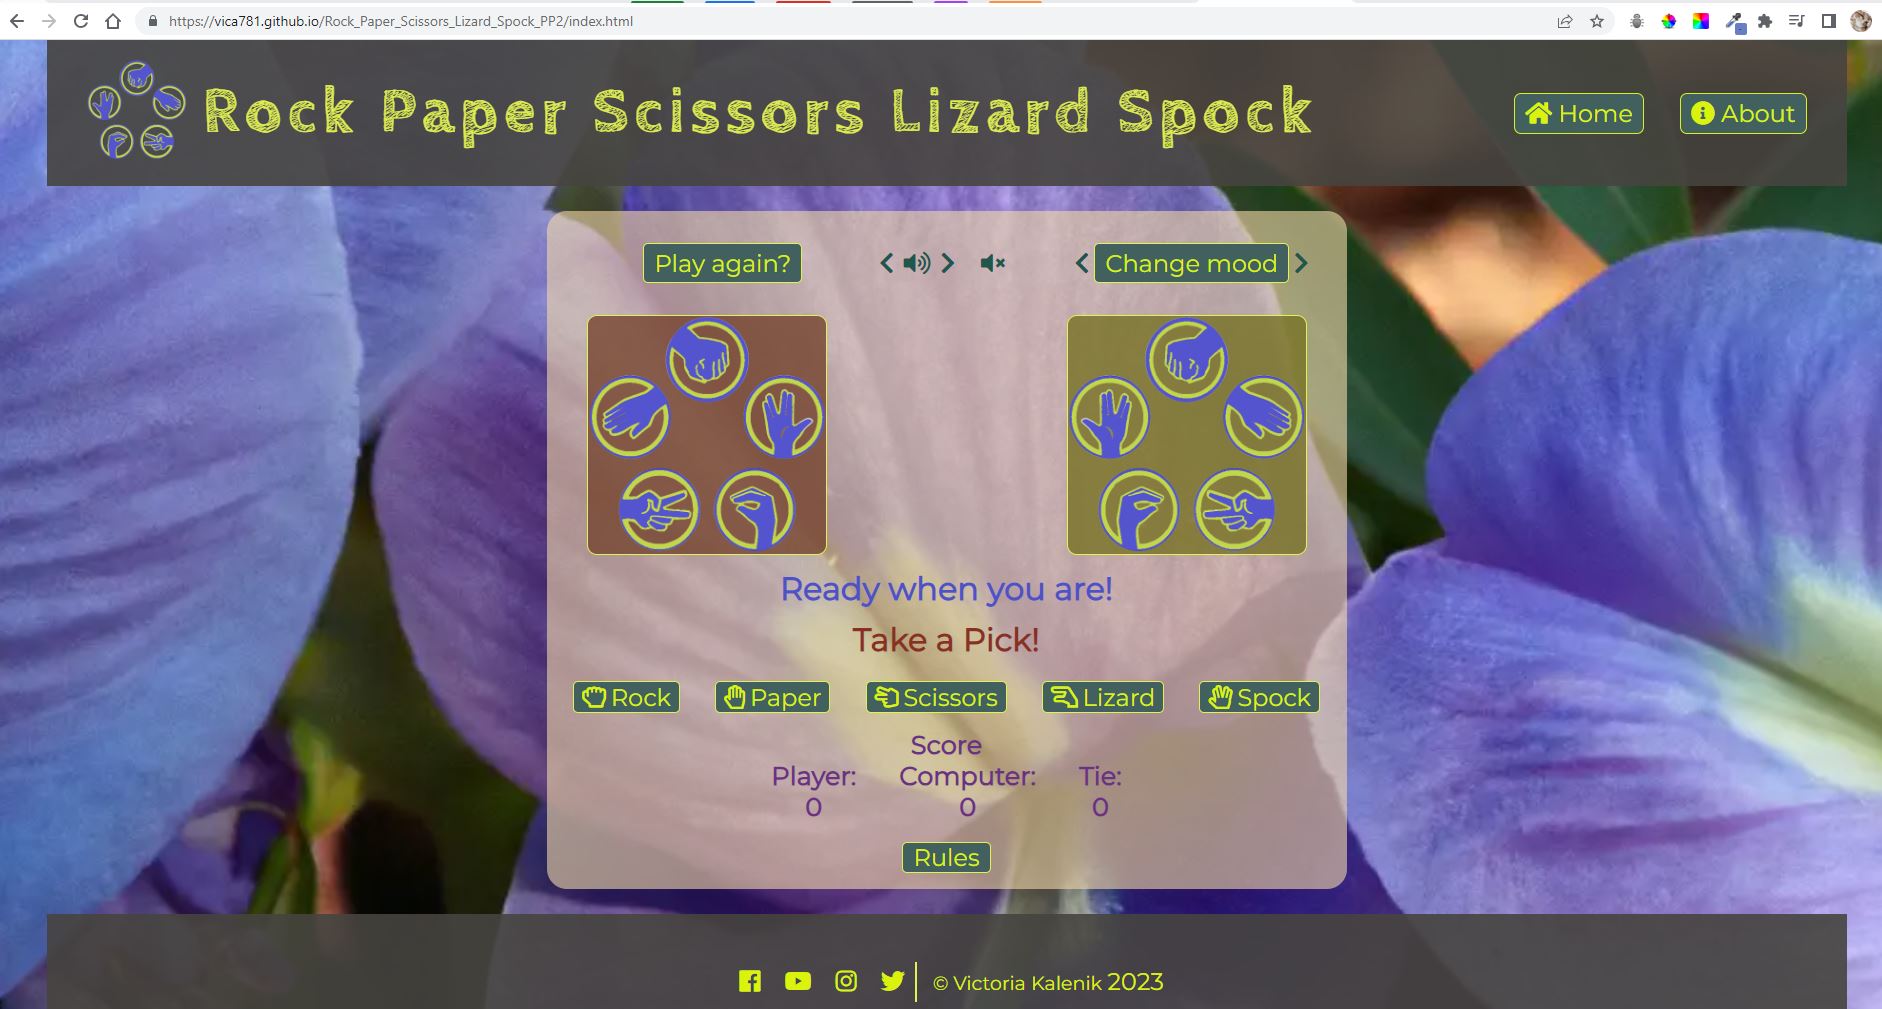 https://vica781.github.io/Rock_Paper_Scissors_Lizard_Spock_PP2/index.html
Rock Paper Scissors Lizard Spock
Home
About
Play again?
Change mood
Ready when you are!
Take a Pick!
Rock
Paper
Scissors
Lizard
Spock
Score
Player: Computer: Tie:
0 0 0
Rules
© Victoria Kalenik 2023